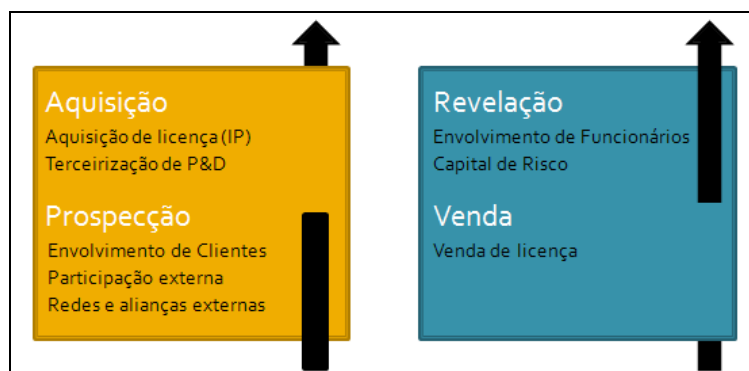 Aquisição
Aquisição de licença (IP)
Terceirização de P&D
Prospecção
Envolvimento de Clientes
Participação externa
Redes e alianças externas
Revelação
Envolvimento de Funcionários
Capital de Risco
Venda
Venda de licença